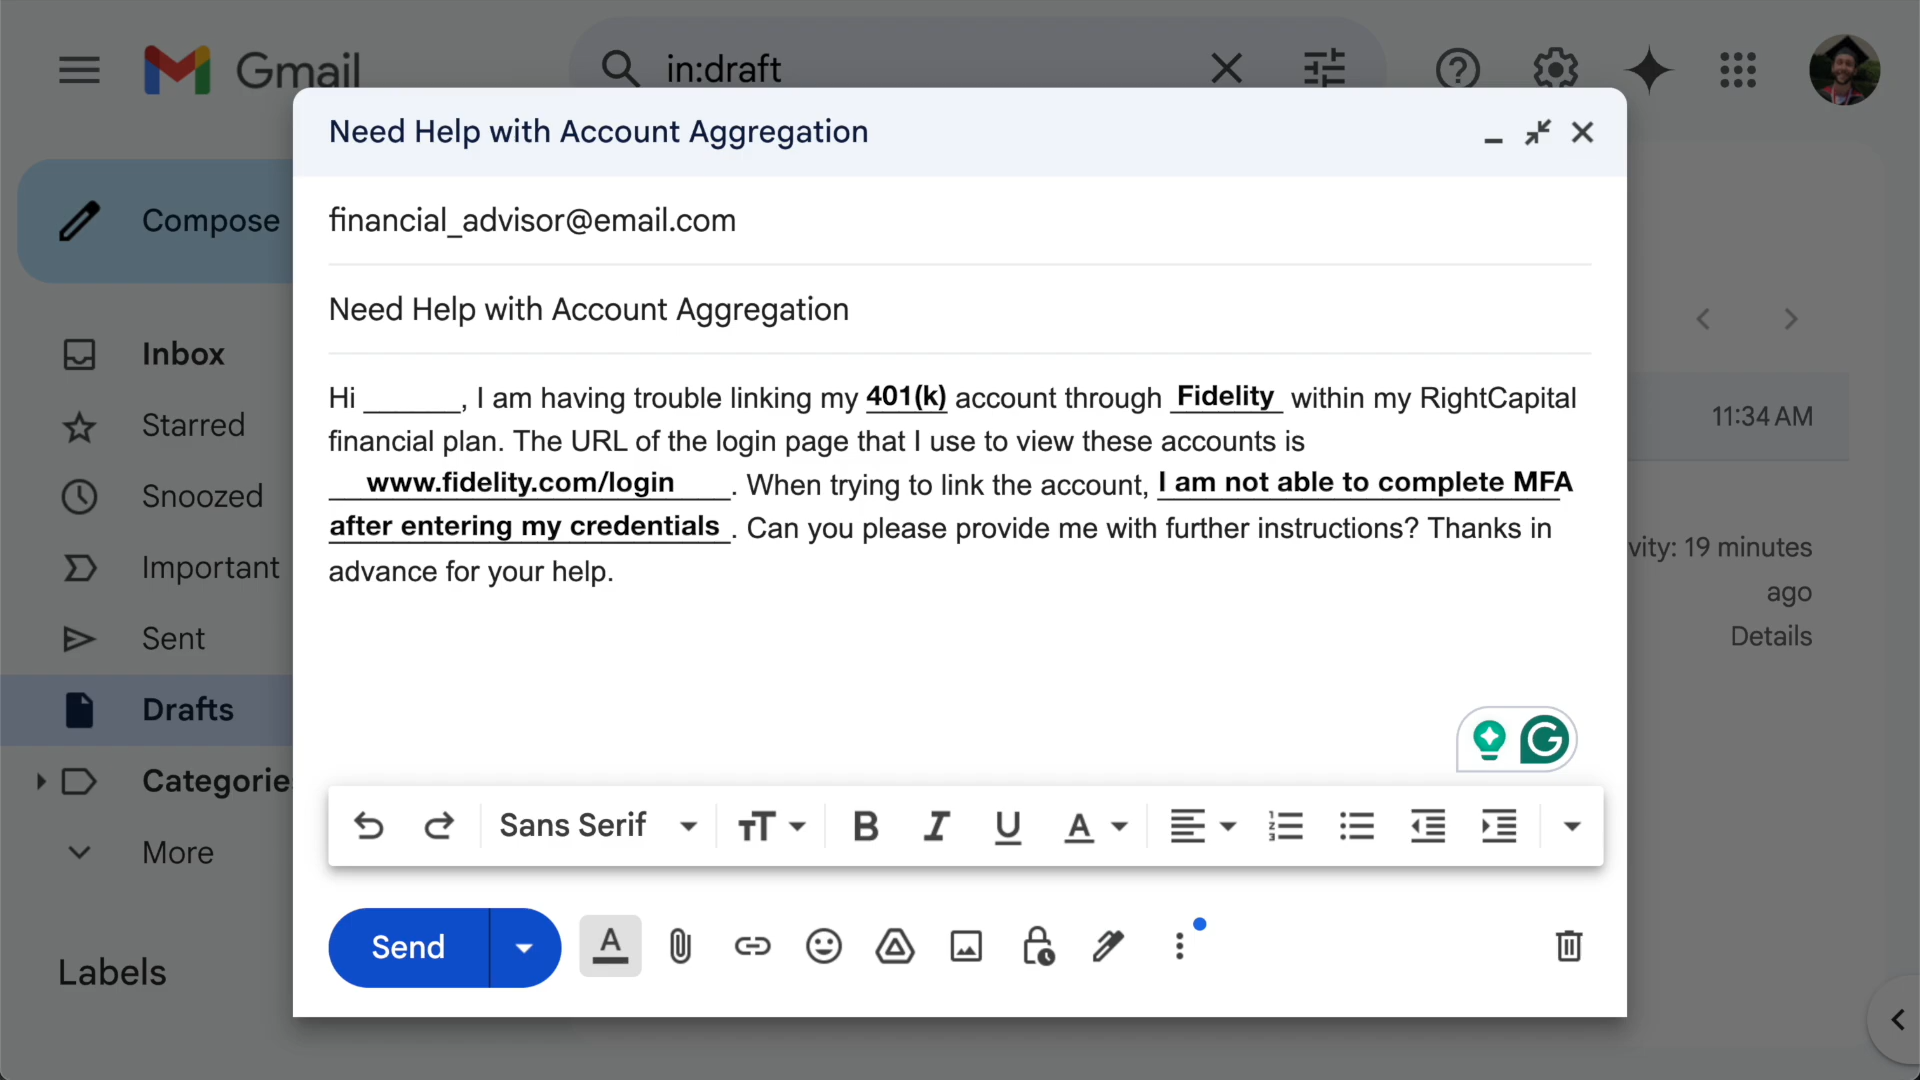 Gmail
in:draft
Need Help with Account Aggregation
Compose
financial_advisor@email.com
Need Help with Account Aggregation
Inbox
Starred
Snoozed
Important
Sent
Drafts
Categorie
More
Labels
Hi ______, I am having trouble linking my 401(k) account through Fidelity within my RightCapital
financial plan. The URL of the login page that I use to view these accounts is
www.fidelity.com/login. When trying to link the account, I am not able to complete MFA
after entering my credentials. Can you please provide me with further instructions? Thanks in
advance for your help.
11:34 AM
vity: 19 minutes
ago
Details
Sans Serif
Send